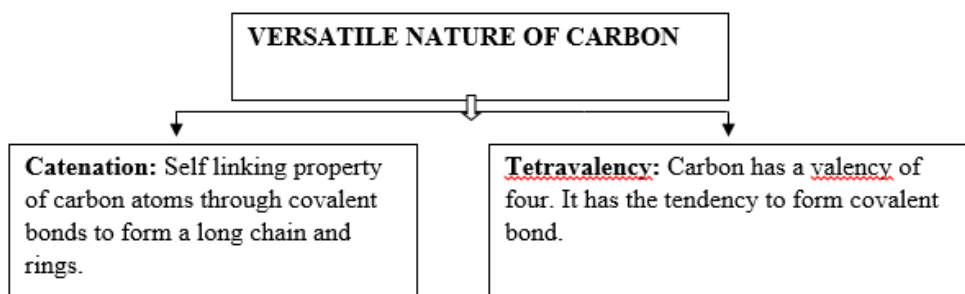 VERSATILE NATURE OF CARBON
Catenation: Self linking property
of carbon atoms through covalent
bonds to form a long chain and
rings.
Tetravalency: Carbon has a valency of
four. It has the tendency to form covalent
bond.